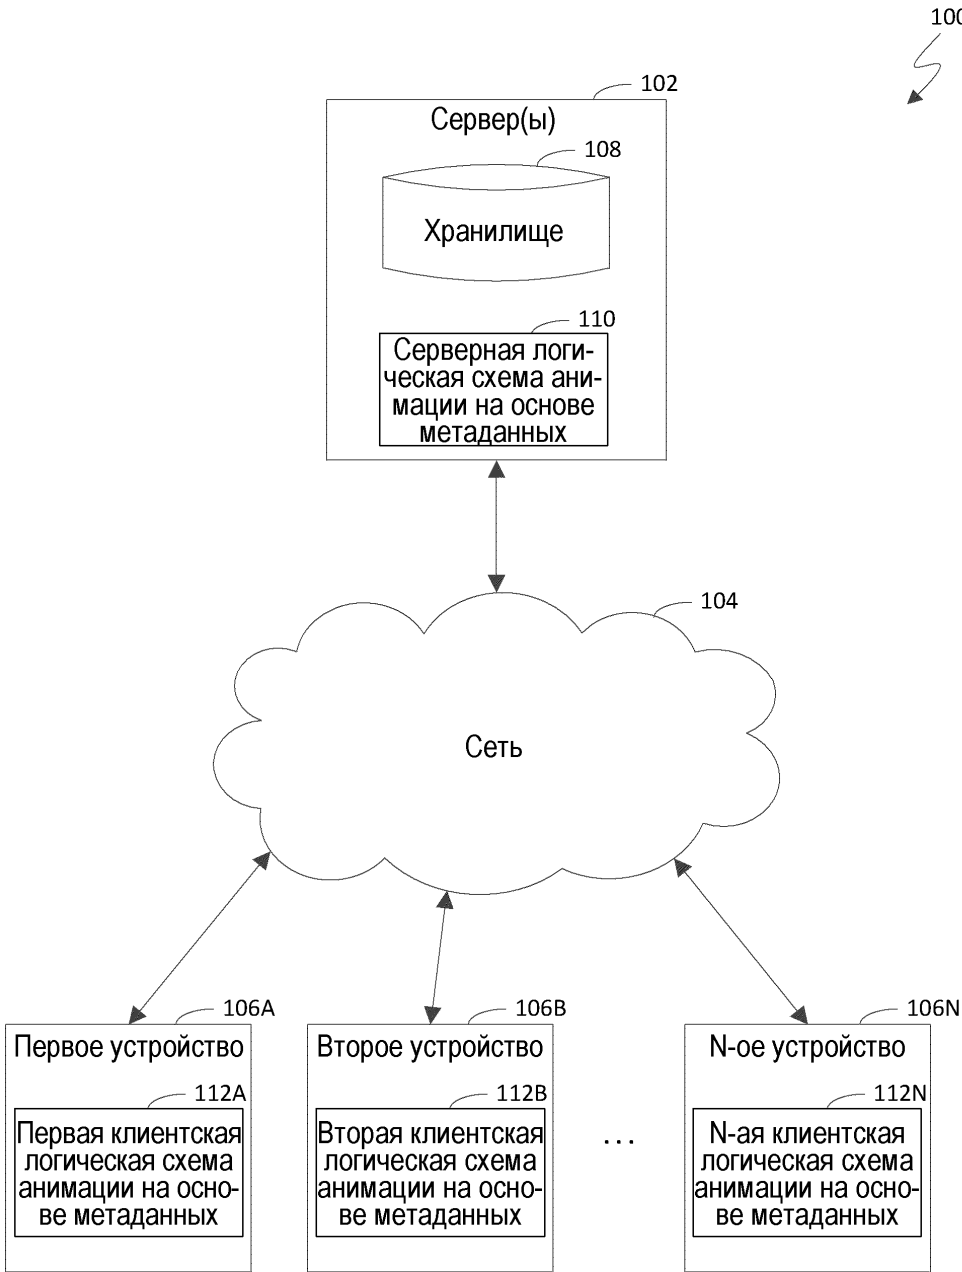 100
102
Сервер(ы)
108
Хранилище
110
Серверная логи-
ческая схема ани-
мации на основе
метаданных
104
Сеть
106A
106B
106N
Первое устройство
Второе устройство
N-ое устройство
112A
112B
112N
Первая клиентская
логическая схема
анимации на осно-
ве метаданных
Вторая клиентская
логическая схема
анимации на осно-
ве метаданных
...
N-ая клиентская
логическая схема
анимации на осно-
ве метаданных